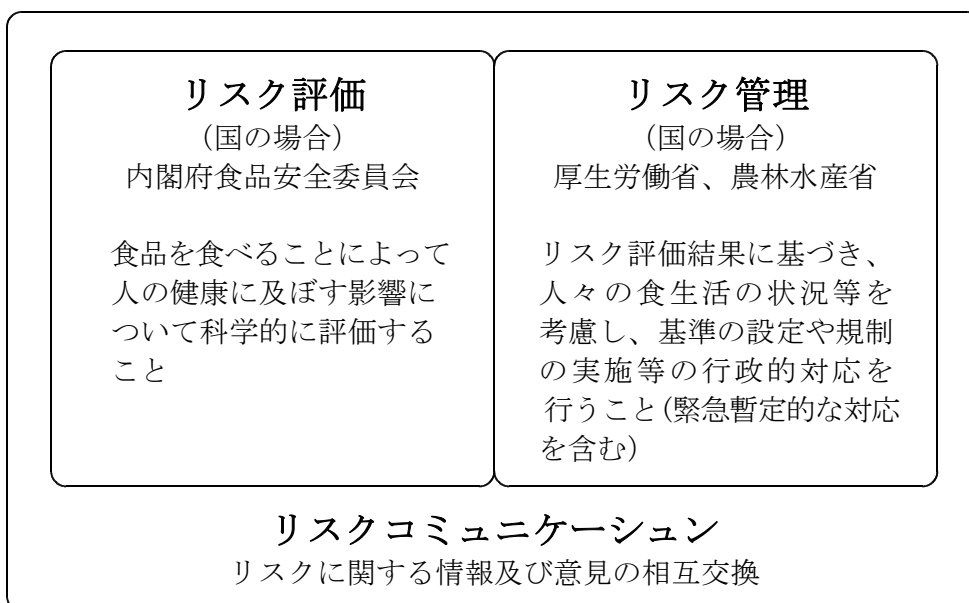 リスク評価
（国の場合）
内閣府食品安全委員会
食品を食べることによって
人の健康に及ぼす影響に
ついて科学的に評価する
こと
リスク管理
（国の場合）
厚生労働省、農林水産省
リスク評価結果に基づき、
人々の食生活の状況等を
考慮し、基準の設定や規制
の実施等の行政的対応を
行うこと(緊急暫定的な対応
を含む)
リスクコミュニケーシュン
リスクに関する情報及び意見の相互交換